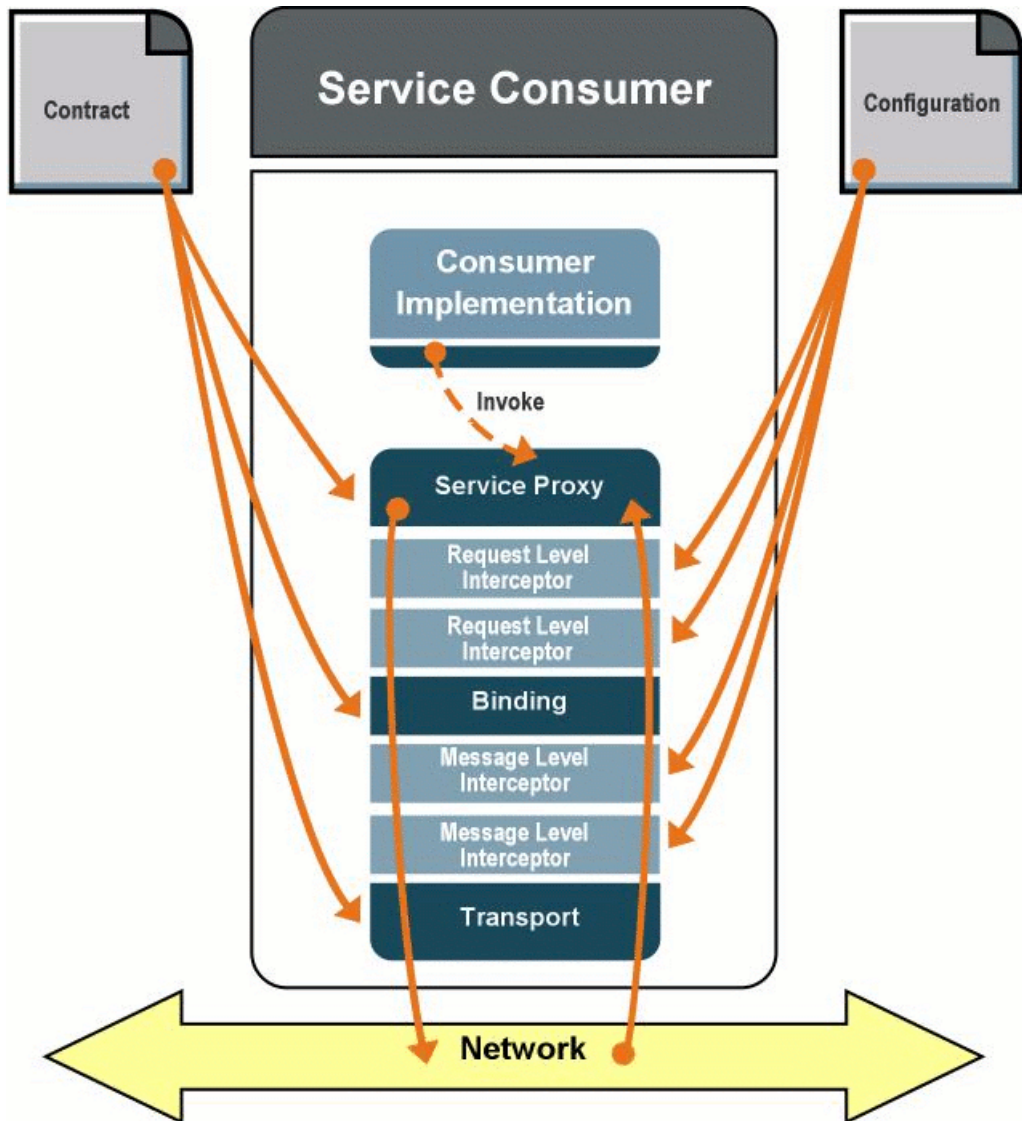 Service Consumer
Contract
Configuration
Consumer
Implementation
Invoke
Service Proxy
Request Level
Interceptor
Request Level
Interceptor
Binding
Message Level
Interceptor
Message Level
Interceptor
Transport
Network